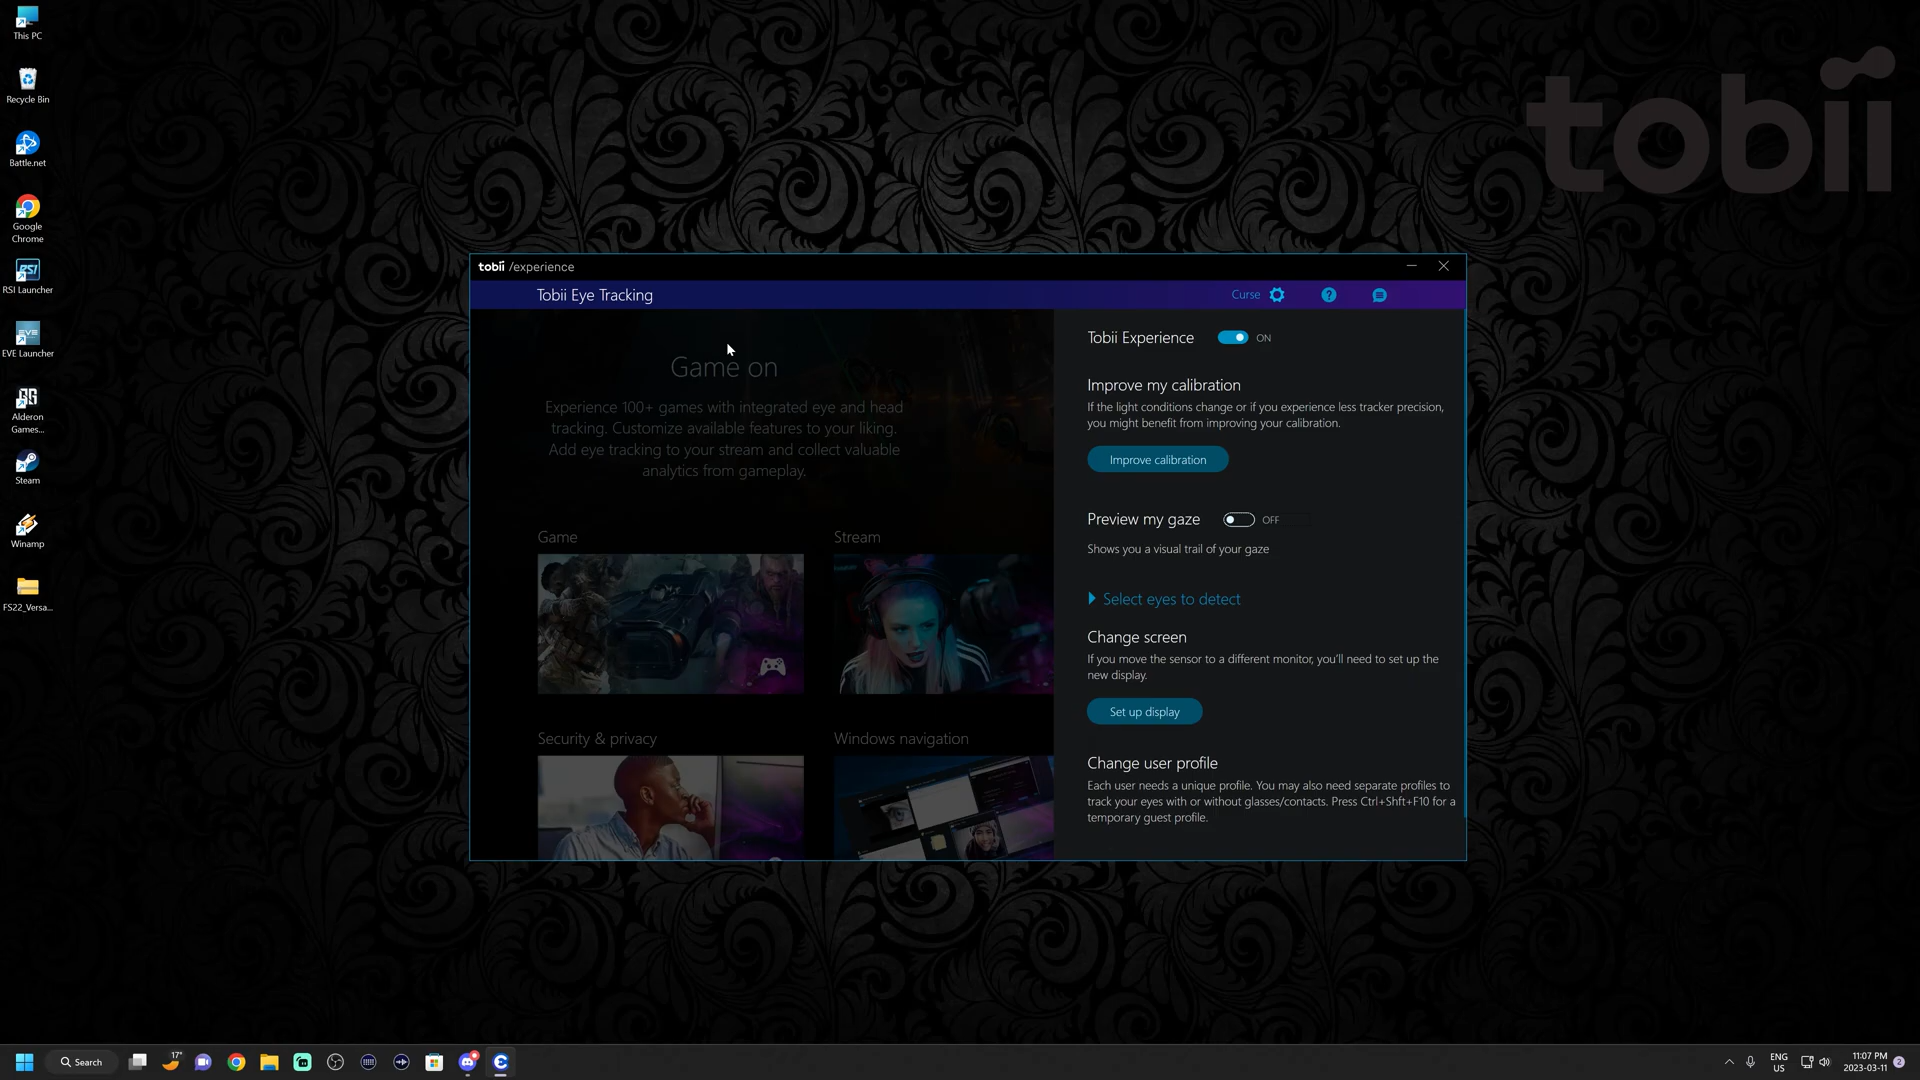 This PC
Recycle Bin
Battle.net
Google
Chrome
RSI
RSI Launcher
EVE
EVE Launcher
Alderon
Games...
Steam
Winamp
FS22_Versa...
tobii
tobii /experience
Tobii Eye Tracking
Curse
?
Game on
Experience 100+ games with integrated eye and head
tracking. Customize available features to your liking.
Add eye tracking to your stream and collect valuable
analytics from gameplay.
Game
Stream
Security & privacy
Windows navigation
Tobii Experience
ON
Improve my calibration
If the light conditions change or if you experience less tracker precision,
you might benefit from improving your calibration.
Improve calibration
Preview my gaze
OFF
Shows you a visual trail of your gaze
Select eyes to detect
Change screen
If you move the sensor to a different monitor, you'll need to set up the
new display.
Set up display
Change user profile
Each user needs a unique profile. You may also need separate profiles to
track your eyes with or without glasses/contacts. Press Ctrl+Shft+F10 for a
temporary guest profile.
Search
17°
ENG
US
11:07 PM
2023-03-11
2